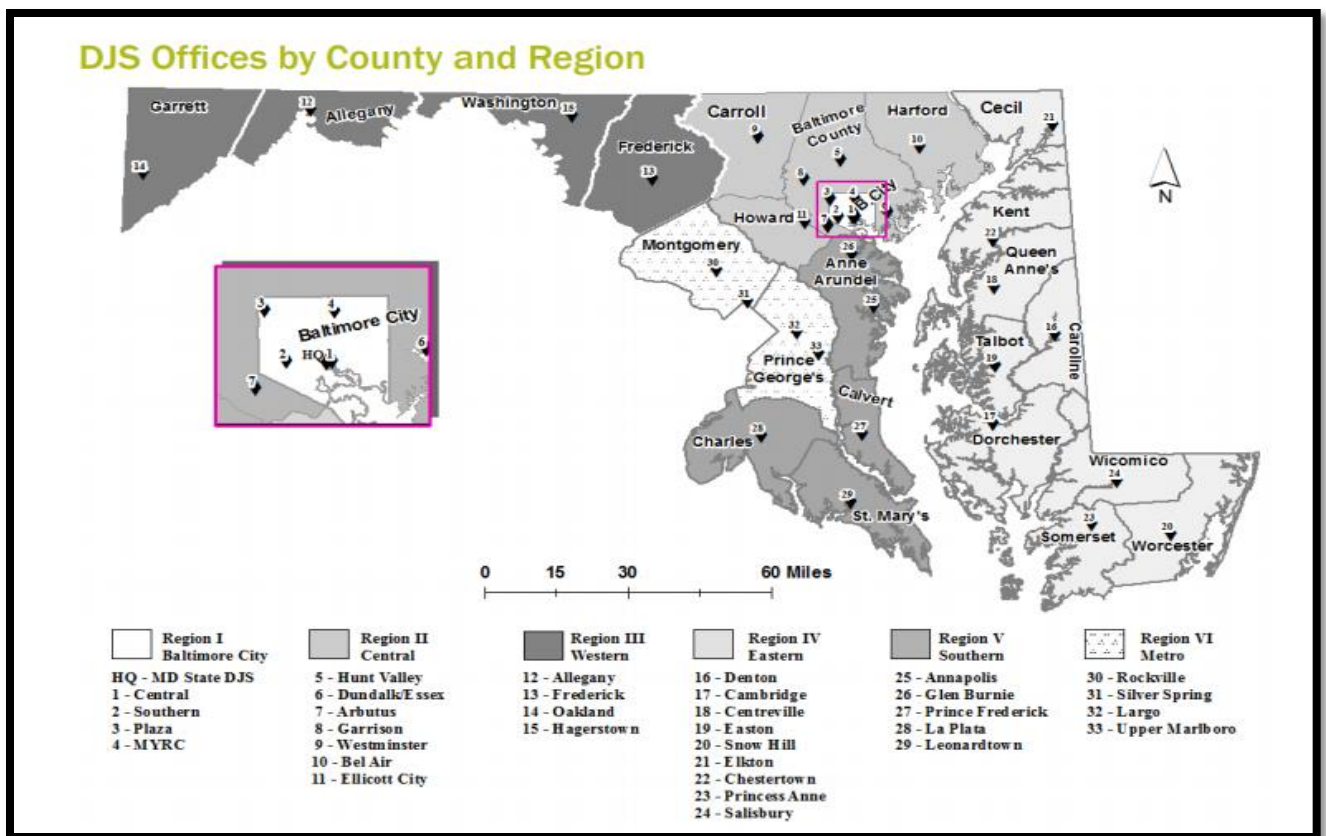 DJS Offices by County and Region
Garrett
12
Allegany
Washington
15
Carroll
9
Baltimore
County
5
Harford
10
Cecil
21
14
Frederick
13
8
3
4
B. City
2
1
7
Howard
11
Kent
22
Queen
Anne's
18
N
Montgomery
30
31
26
Anne
Arundel
25
32
33
Prince
George's
16
Caroline
Talbot
19
3
4
Baltimore City
2
HQ
1
6
7
Calvert
27
Charles
28
29
St. Mary's
17
Dorchester
Wicomico
24
23
Somerset
20
Worcester
0 15 30 60 Miles
Region I
Baltimore City
HQ - MD State DJS
1 - Central
2 - Southern
3 - Plaza
4 - MYRC
Region II
Central
5 - Hunt Valley
6 - Dundalk/Essex
7 - Arbutus
8 - Garrison
9 - Westminster
10 - Bel Air
11 - Ellicott City
Region III
Western
12 - Allegany
13 - Frederick
14 - Oakland
15 - Hagerstown
Region IV
Eastern
16 - Denton
17 - Cambridge
18 - Centreville
19 - Easton
20 - Snow Hill
21 - Elkton
22 - Chestertown
23 - Princess Anne
24 - Salisbury
Region V
Southern
25 - Annapolis
26 - Glen Burnie
27 - Prince Frederick
28 - La Plata
29 - Leonardtown
Region VI
Metro
30 - Rockville
31 - Silver Spring
32 - Largo
33 - Upper Marlboro